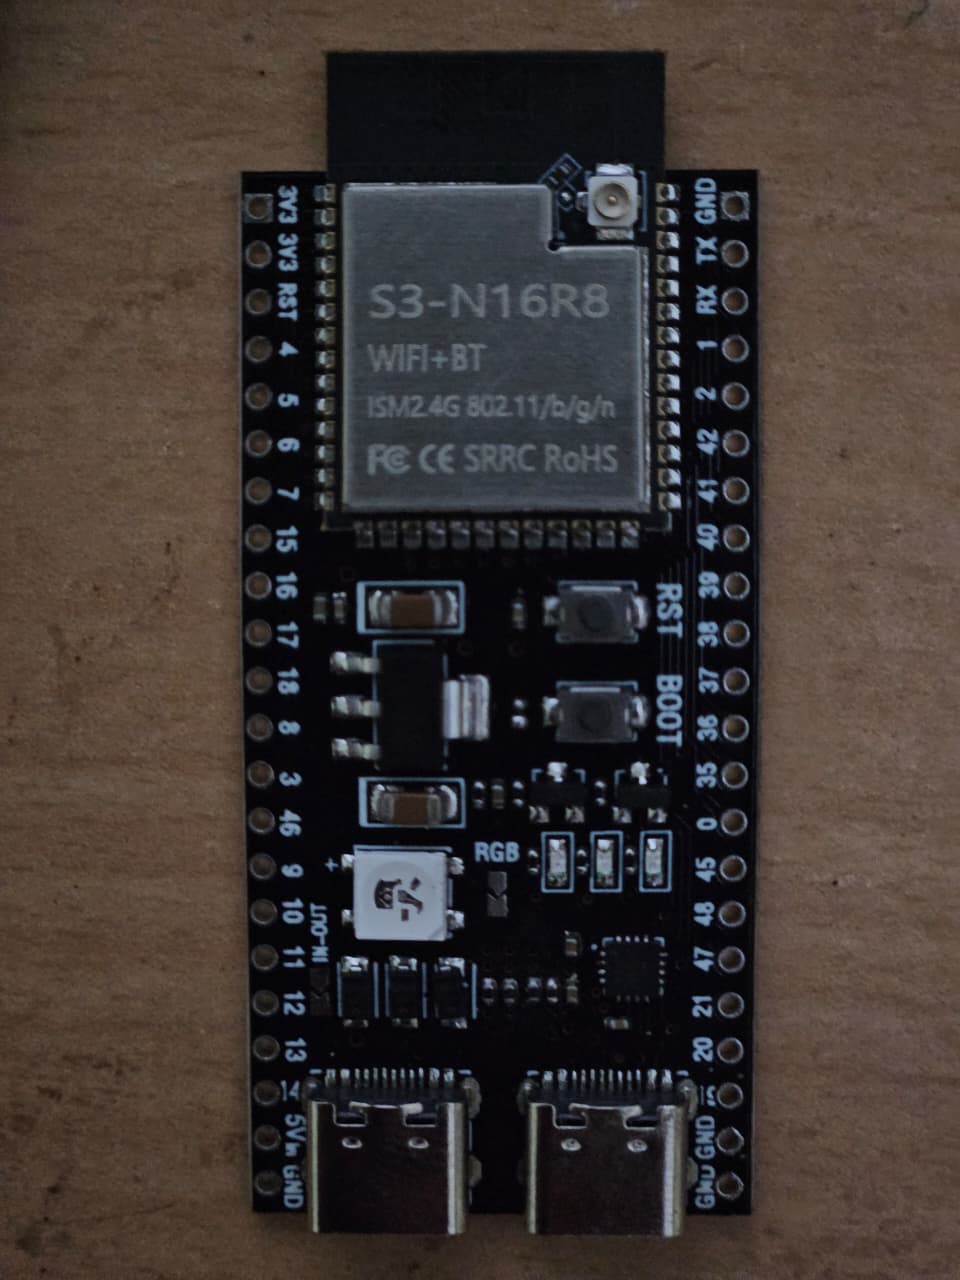 S3-N16R8
WIFI+BT
ISM2.4G 802.11/b/g/n
FC CE SRRC RoHS
3V3
3V3
RST
4
5
6
7
15
16
17
18
8
3
46
9
10
11
12
13
14
5Vin
GND
GND
TX
RX
1
2
42
41
40
39
38
37
36
35
0
45
48
47
21
20
19
GND
GND
RST
BOOT
RGB
+
IN-OUT